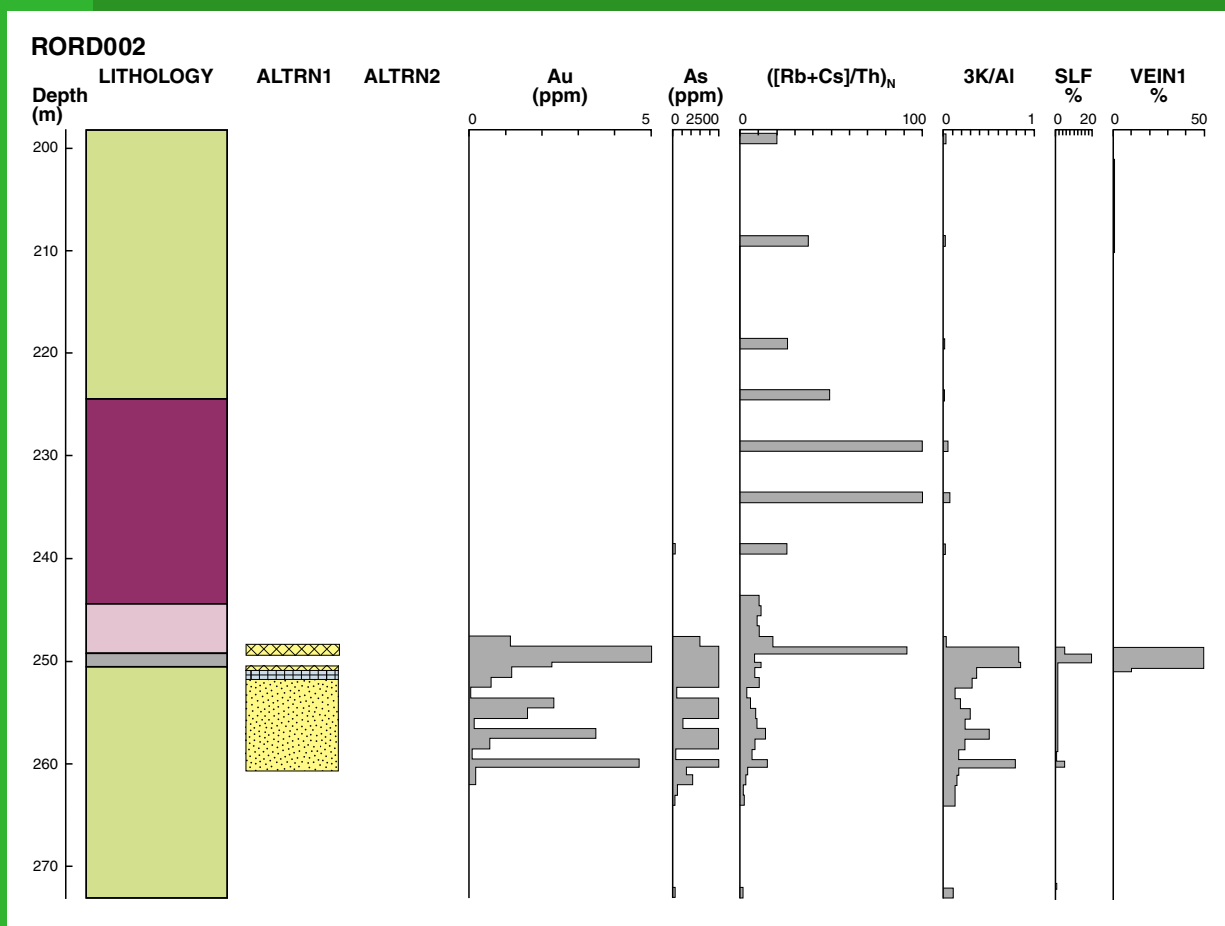 RORD002
LITHOLOGY ALTRN1 ALTRN2 Au As ([Rb+Cs]/Th)N 3K/Al SLF VEIN1
Depth (ppm) (ppm) % %
(m)
0 5 0 2500 0 100 0 1 0 20 0 50
200
210
220
230
240
250
260
270